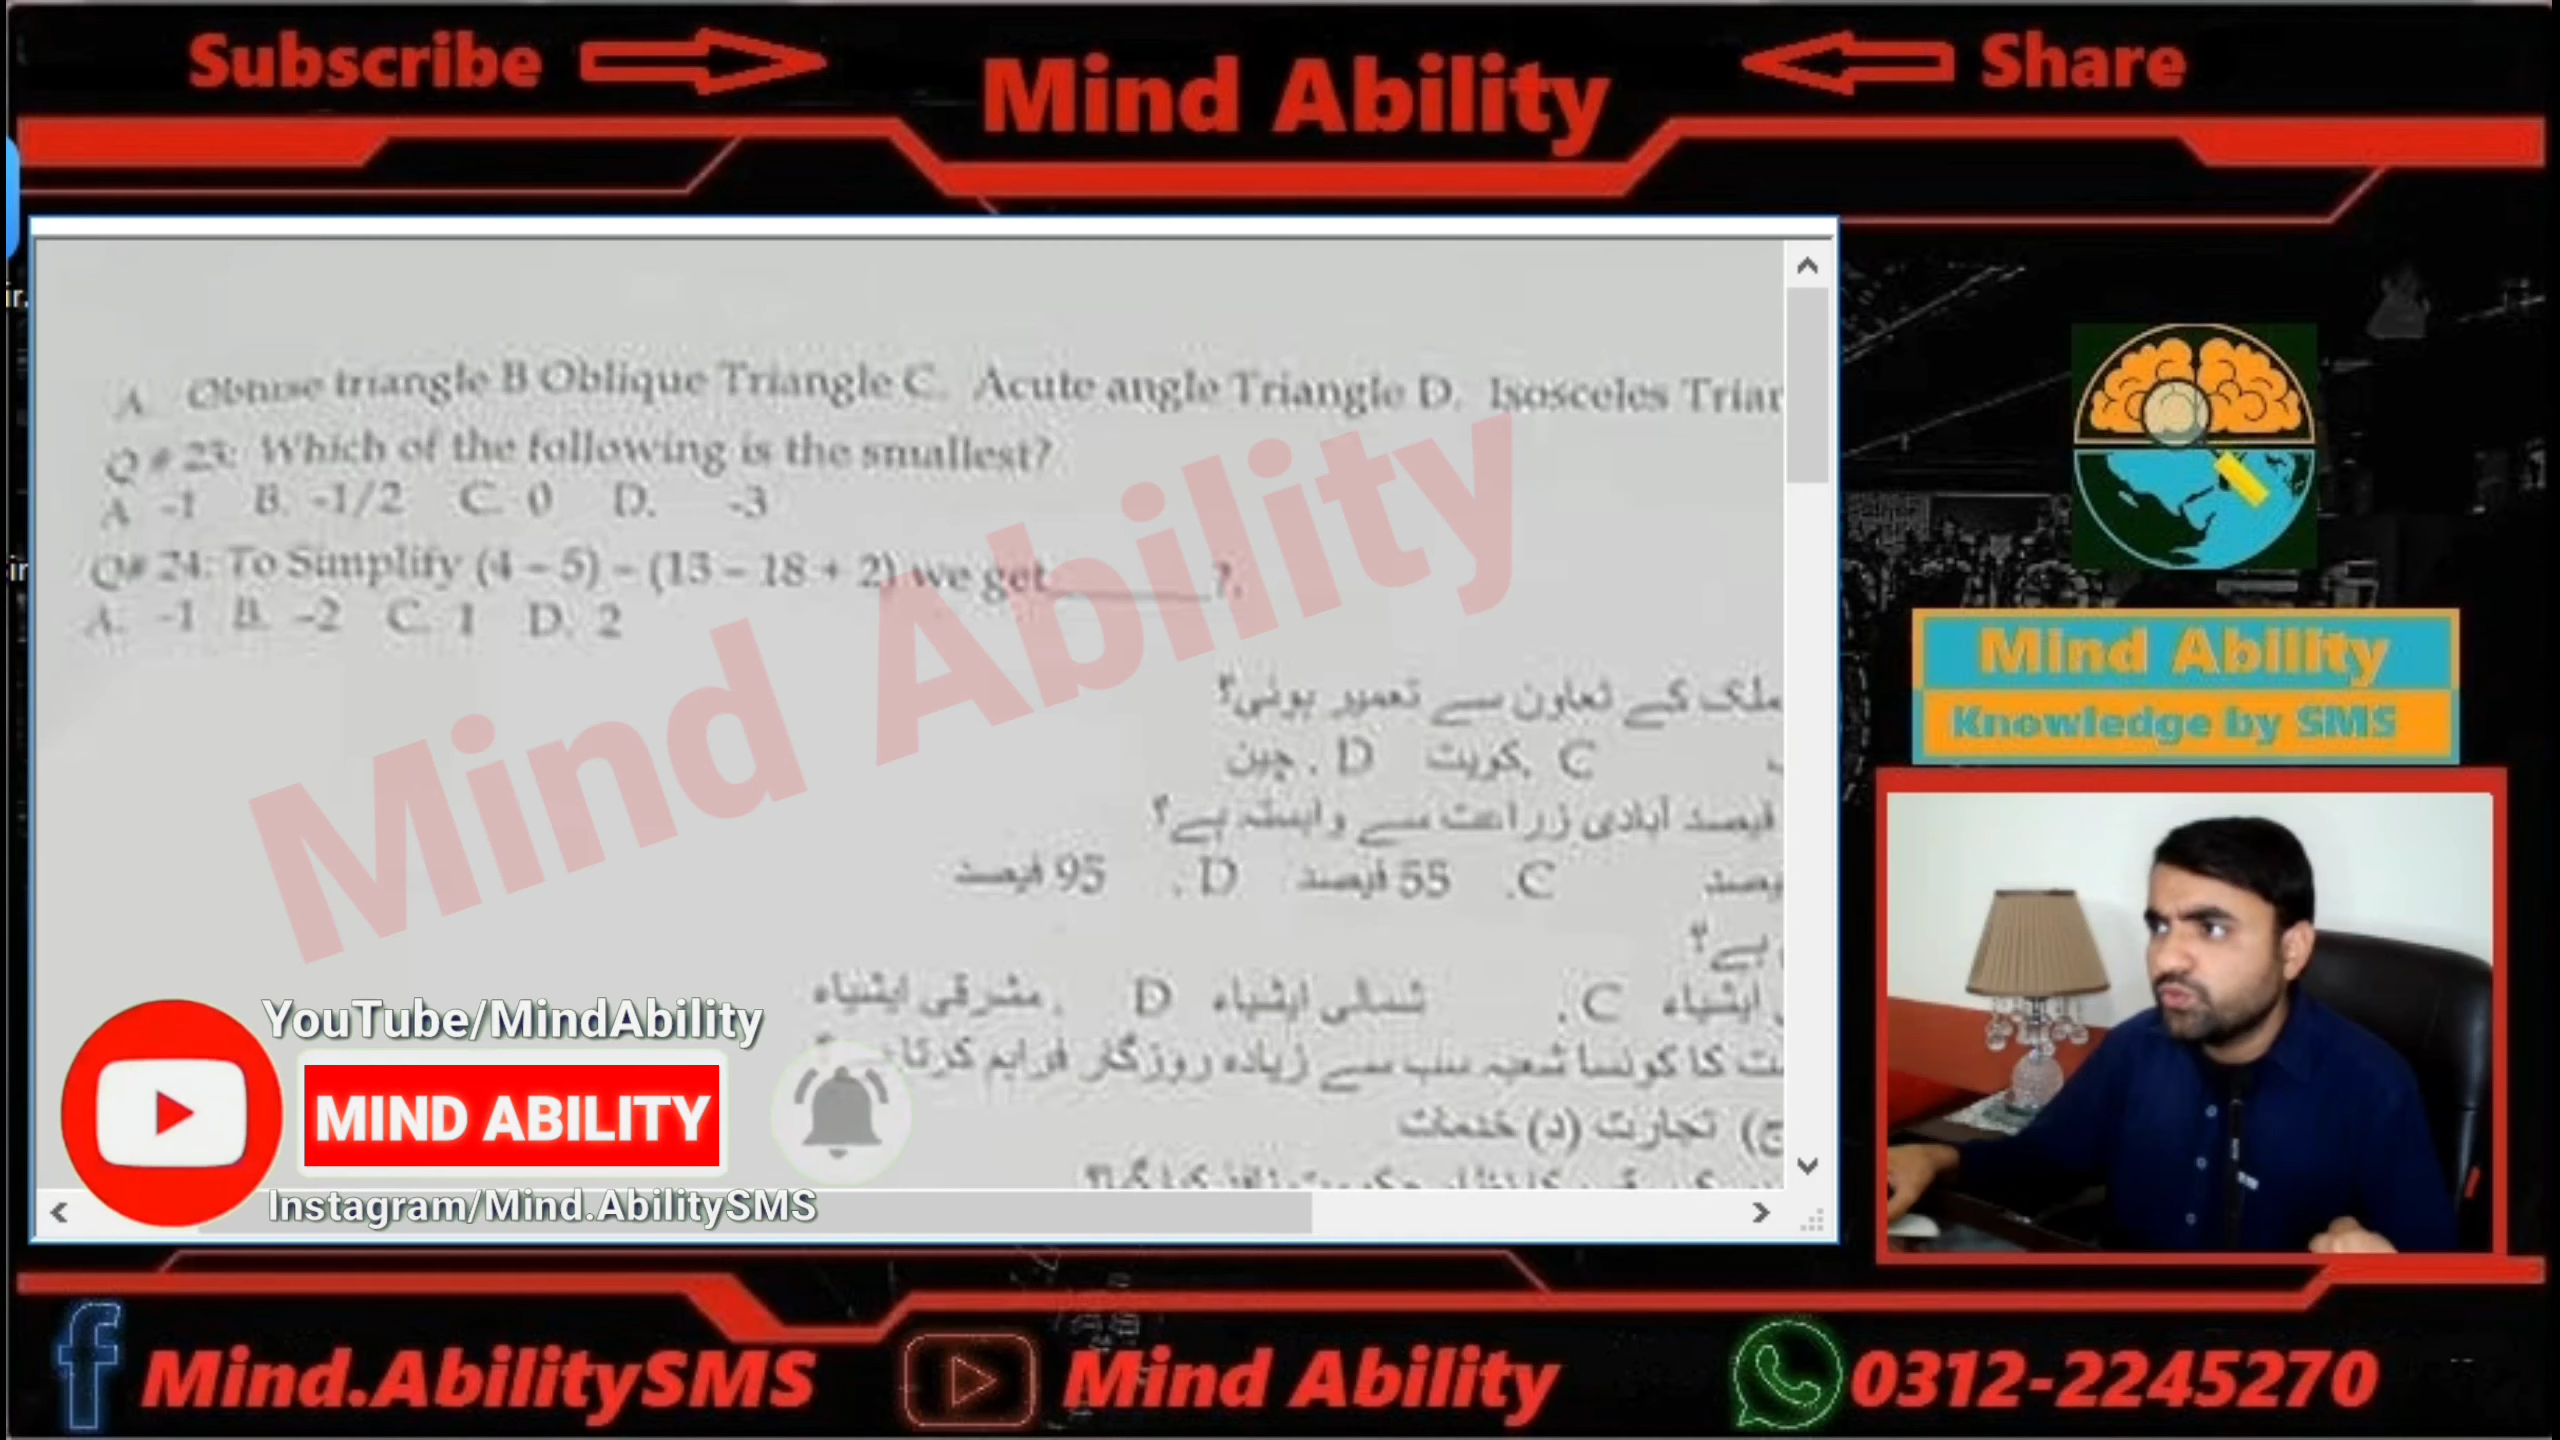 Subscribe
Mind Ability
Share
ir.
A. Obtuse triangle B Oblique Triangle C. Acute angle Triangle D. Isosceles Triar
Q # 23: Which of the following is the smallest?
A -1 B. -1/2 C. 0 D. -3
Q# 24: To Simplify (4 – 5) – (13 – 18 + 2) we get______?.
A. -1 B. -2 C. 1 D. 2
ملک کے تعاون سے تعمیر ہوئی؟
C .کویت D . چین
فیصد آبادی زراعت سے وابستہ ہے؟
C. 55 فیصد D . 95 فیصد
ہے؟
ایشیاء C. شمالی ایشیاء D . مشرقی ایشیاء
کا کونسا شعبہ سب سے زیادہ روزگار فراہم کرتا
ج) تجارت (د) خدمات
Mind Ability
YouTube/MindAbility
MIND ABILITY
Instagram/Mind.AbilitySMS
Mind Ability
Knowledge by SMS
Mind.AbilitySMS
Mind Ability
0312-2245270